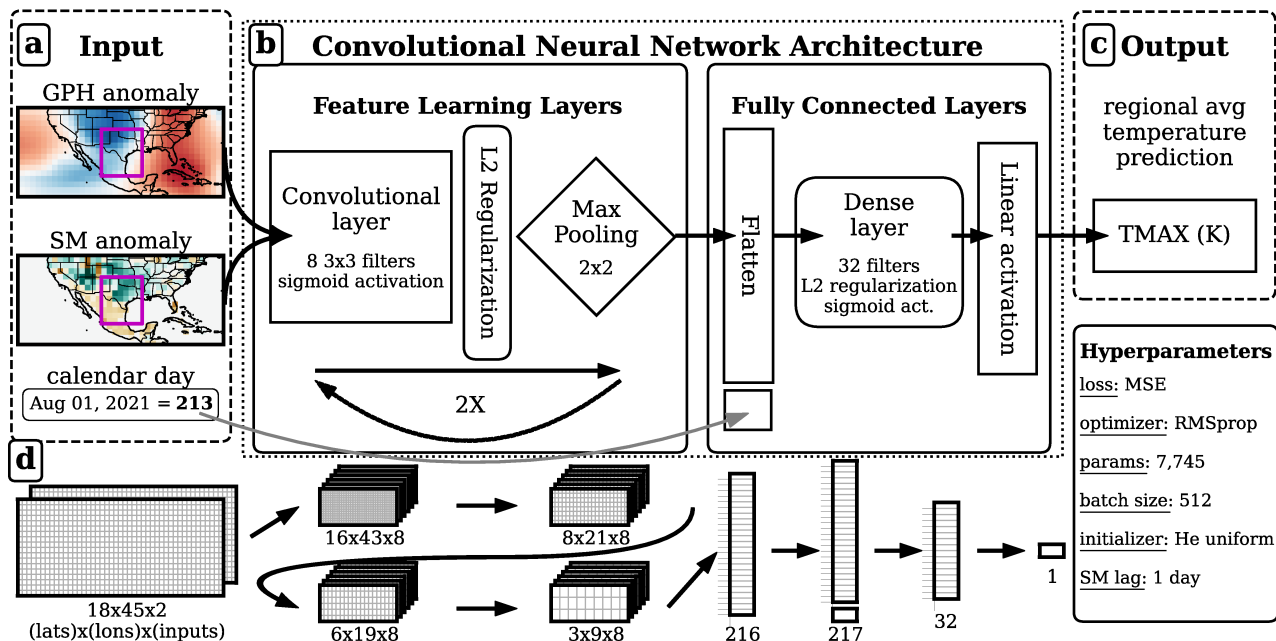 a Input
GPH anomaly
SM anomaly
calendar day
Aug 01, 2021 = 213
b Convolutional Neural Network Architecture
Feature Learning Layers
Convolutional
layer
8 3x3 filters
sigmoid activation
L2 Regularization
Max
Pooling
2x2
2X
Fully Connected Layers
Flatten
Dense
layer
32 filters
L2 regularization
sigmoid act.
Linear activation
c Output
regional avg
temperature
prediction
TMAX (K)
Hyperparameters
loss: MSE
optimizer: RMSprop
params: 7,745
batch size: 512
initializer: He uniform
SM lag: 1 day
d
18x45x2
(lats)x(lons)x(inputs)
16x43x8
8x21x8
6x19x8
3x9x8
216
217
32
1